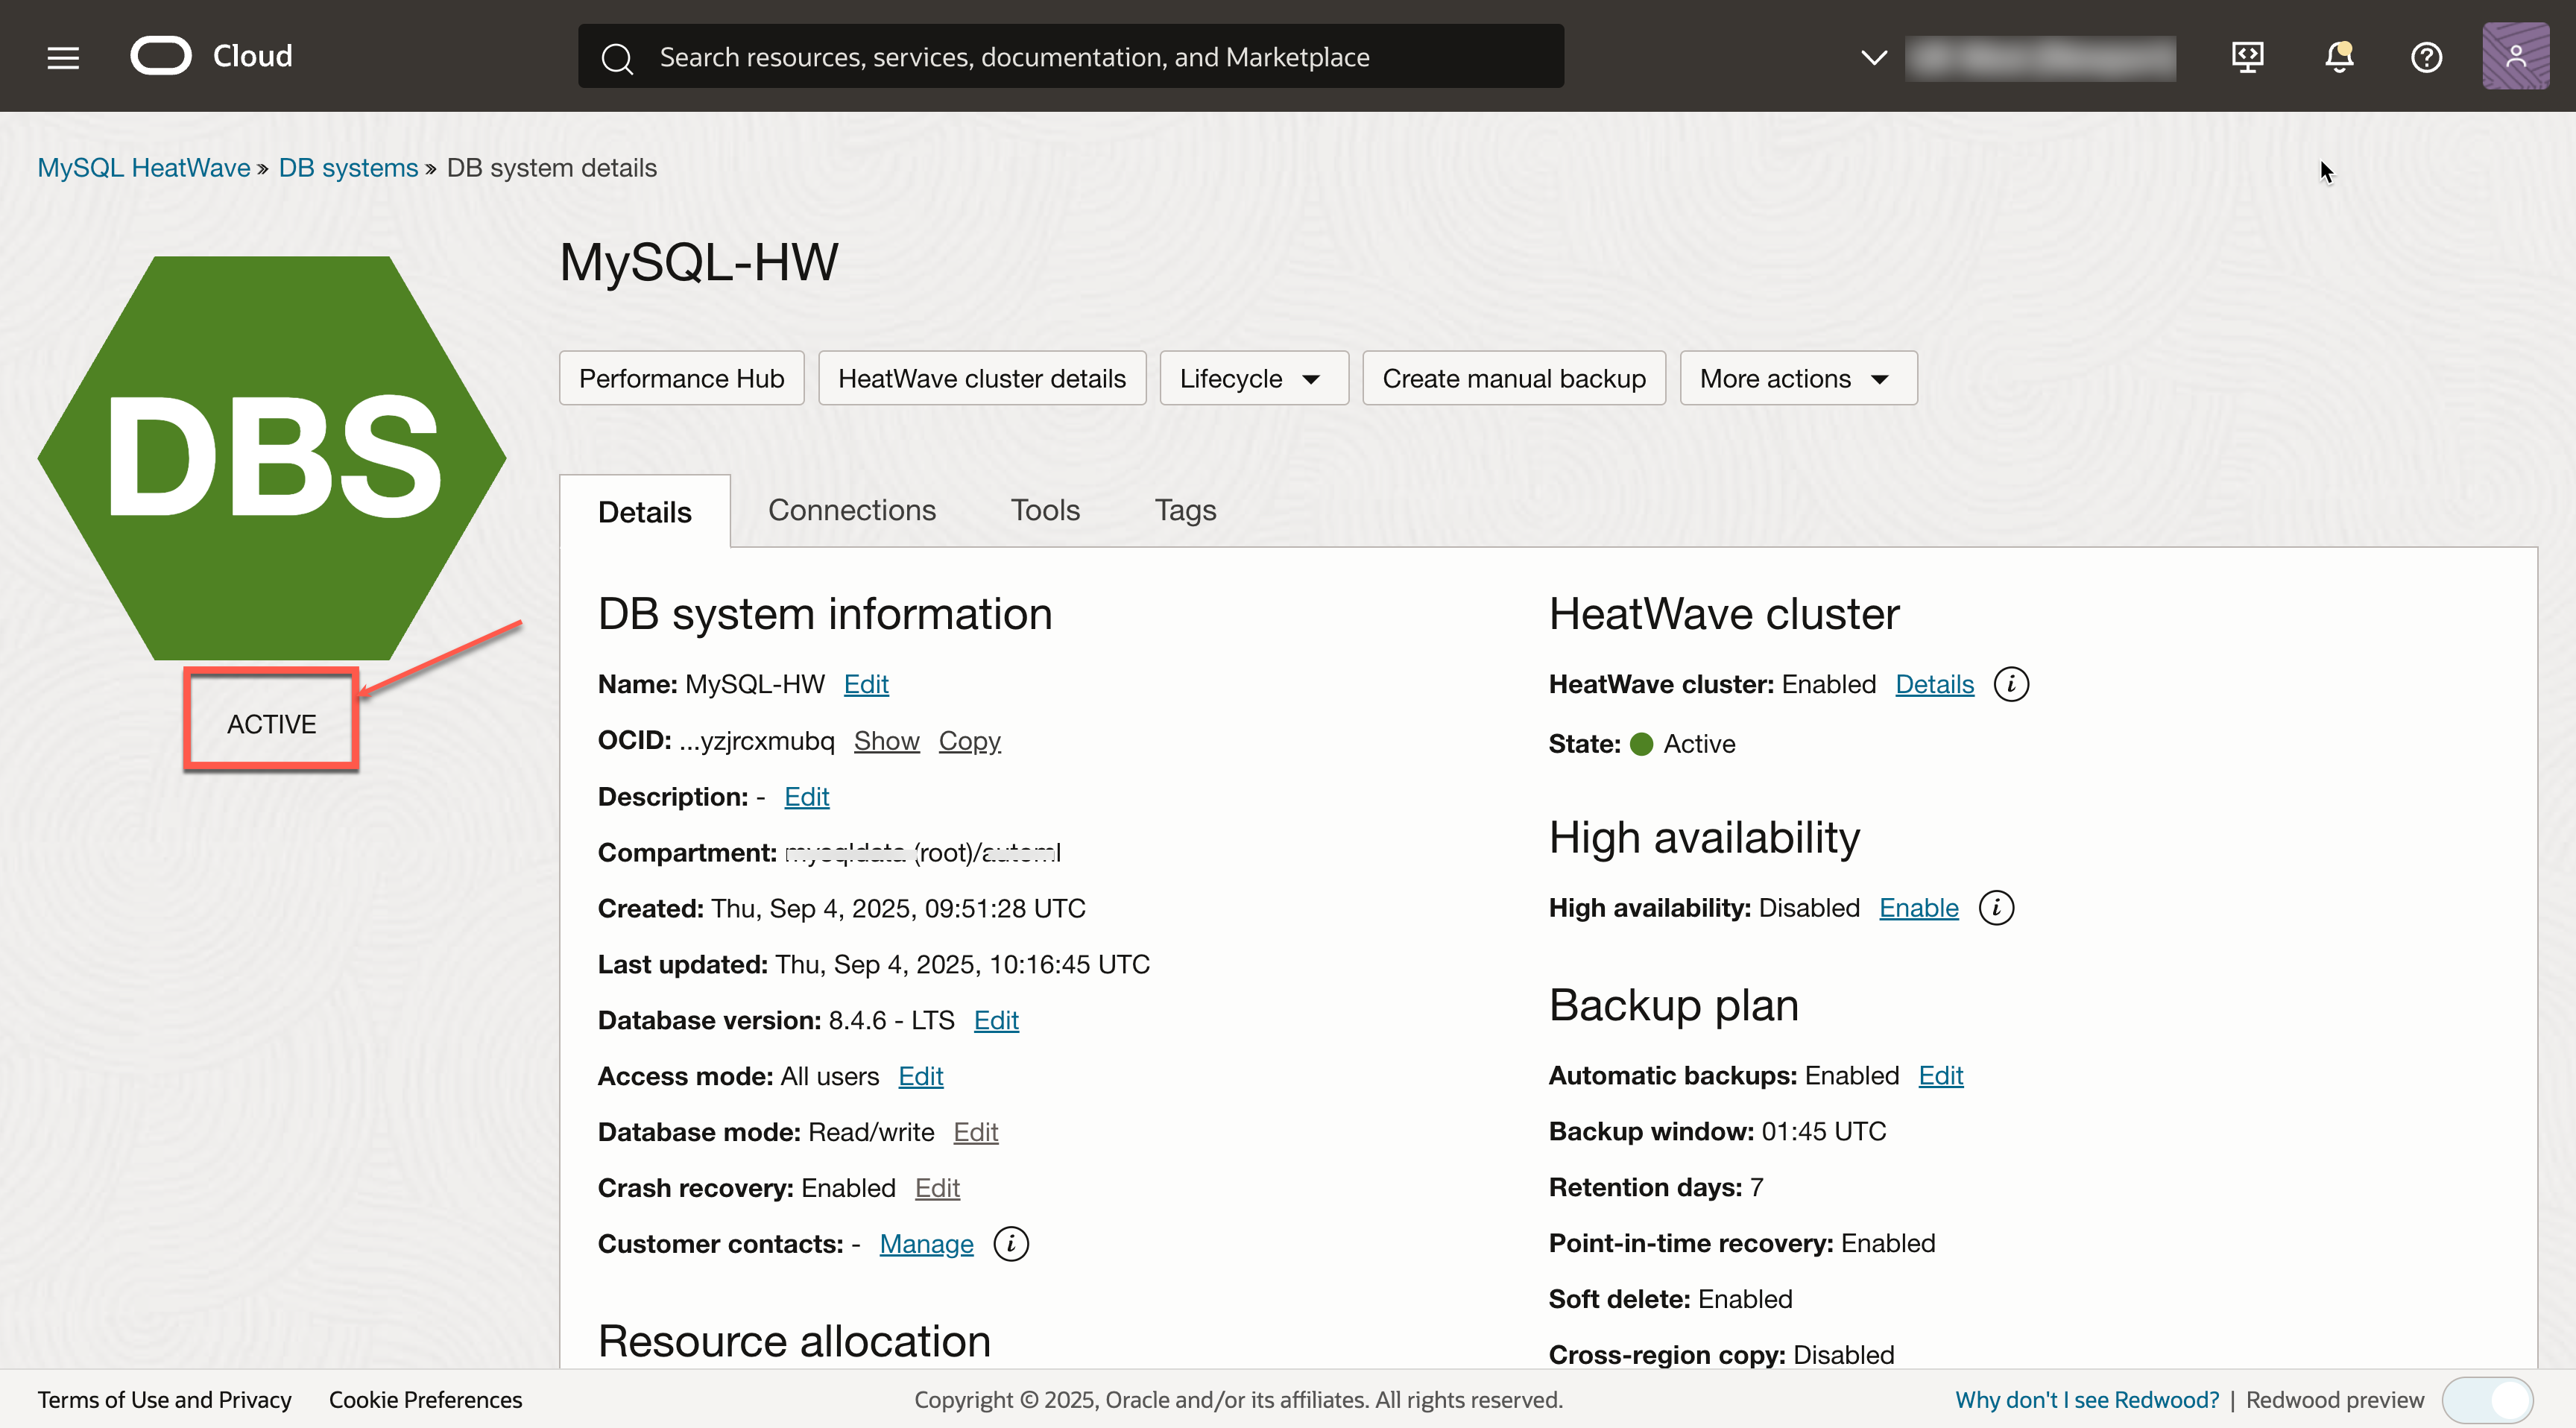 Cloud
Search resources, services, documentation, and Marketplace
MySQL HeatWave » DB systems » DB system details
MySQL-HW
DBS
ACTIVE
Performance Hub
HeatWave cluster details
Lifecycle
Create manual backup
More actions
Details
Connections
Tools
Tags
DB system information
Name: MySQL-HW Edit
OCID: ...yzjrcxmubq Show Copy
Description: - Edit
Compartment: (root)/
Created: Thu, Sep 4, 2025, 09:51:28 UTC
Last updated: Thu, Sep 4, 2025, 10:16:45 UTC
Database version: 8.4.6 - LTS Edit
Access mode: All users Edit
Database mode: Read/write Edit
Crash recovery: Enabled Edit
Customer contacts: - Manage
Resource allocation
HeatWave cluster
HeatWave cluster: Enabled Details
State: Active
High availability
High availability: Disabled Enable
Backup plan
Automatic backups: Enabled Edit
Backup window: 01:45 UTC
Retention days: 7
Point-in-time recovery: Enabled
Soft delete: Enabled
Cross-region copy: Disabled
Terms of Use and Privacy
Cookie Preferences
Copyright © 2025, Oracle and/or its affiliates. All rights reserved.
Why don't I see Redwood? | Redwood preview